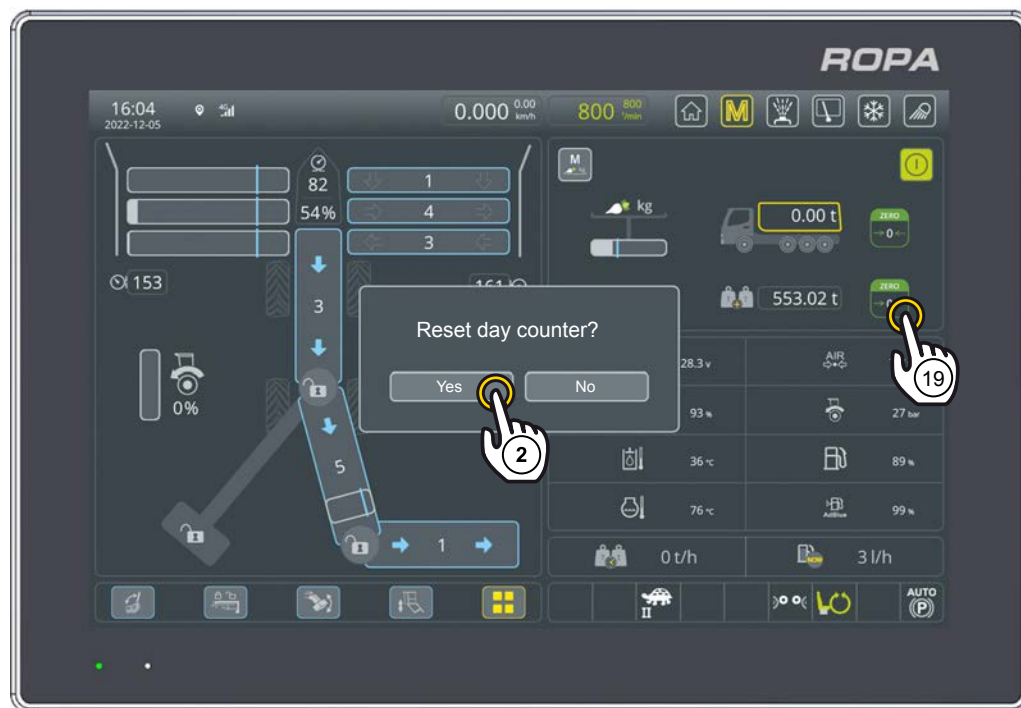 ROPA
16:04
2022-12-05
4G
0.000 0.00 km/h
800 800 1/min
M
82
54%
1
4
3
153
161
3
0%
5
1
M
kg
0.00 t
ZERO
→0←
553.02 t
ZERO
Reset day counter?
Yes
No
2
19
28.3 v
AIR
93 %
27 bar
36 °C
89 %
76 °C
AdBlue
99 %
0 t/h
NOW
3 l/h
II
AUTO
(P)